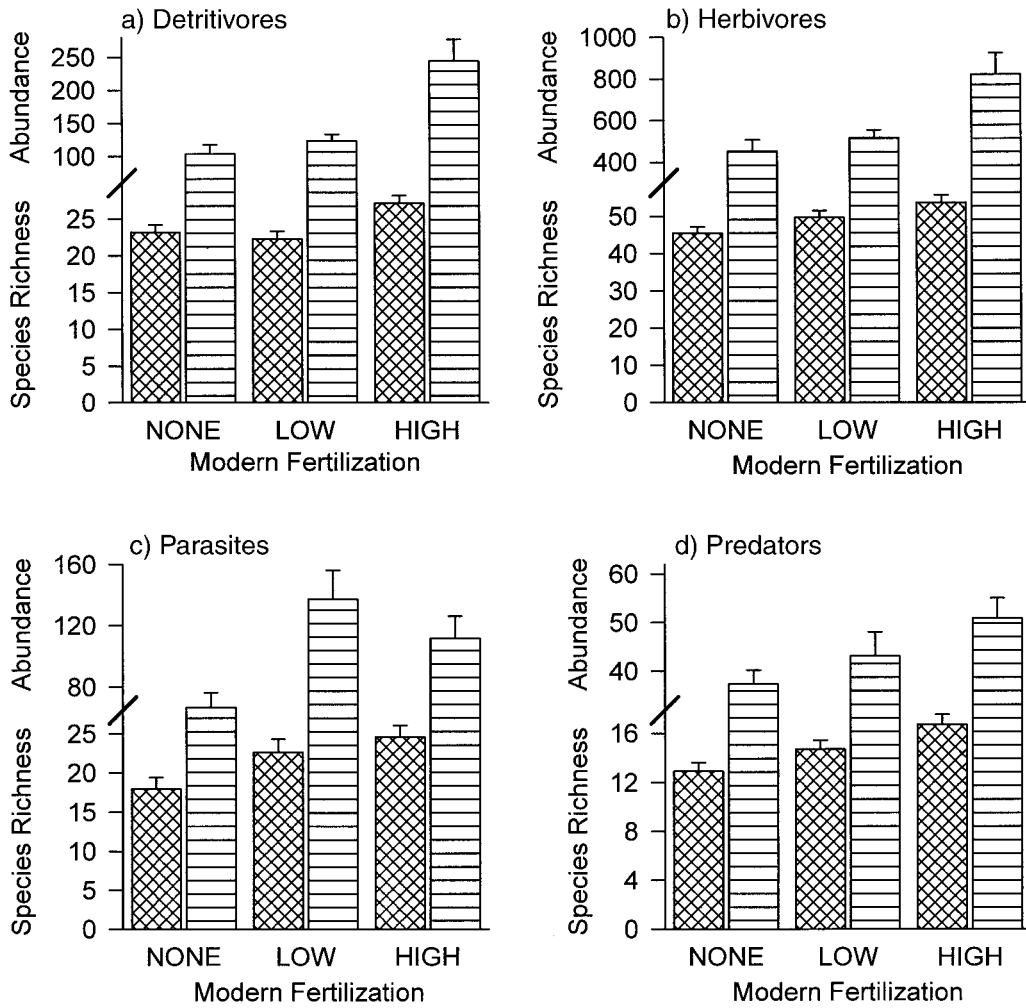 a) Detritivores
Abundance
250
200
150
100
Species Richness
25
20
15
10
5
0
NONE LOW HIGH
Modern Fertilization
b) Herbivores
Abundance
1000
800
600
400
Species Richness
50
40
30
20
10
0
NONE LOW HIGH
Modern Fertilization
c) Parasites
Abundance
160
120
80
Species Richness
25
20
15
10
5
0
NONE LOW HIGH
Modern Fertilization
d) Predators
Abundance
60
50
40
Species Richness
16
12
8
4
0
NONE LOW HIGH
Modern Fertilization